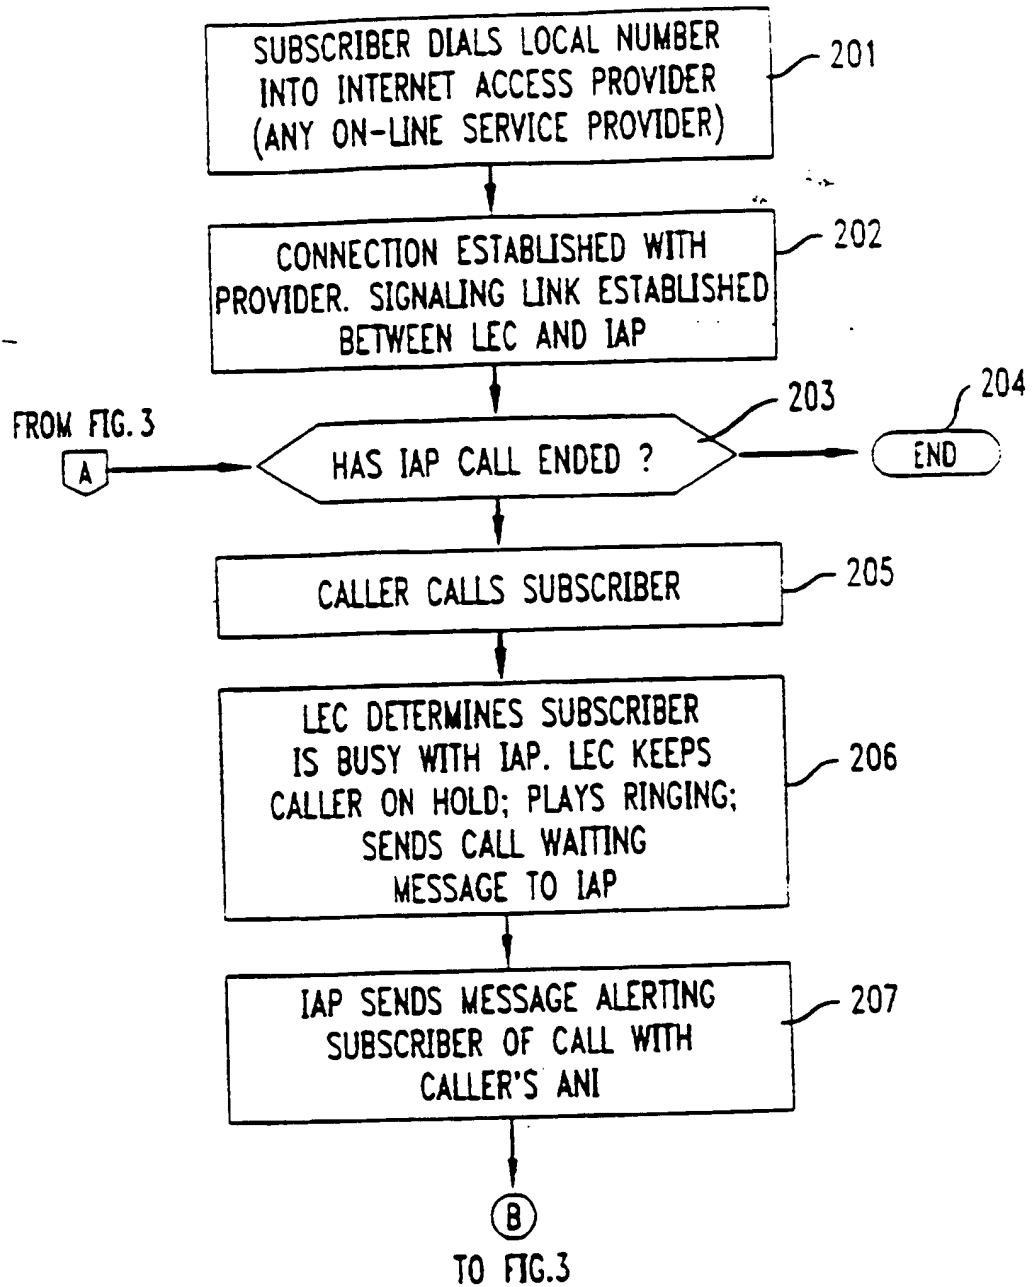 SUBSCRIBER DIALS LOCAL NUMBER
INTO INTERNET ACCESS PROVIDER
(ANY ON-LINE SERVICE PROVIDER)
201
CONNECTION ESTABLISHED WITH
PROVIDER. SIGNALING LINK ESTABLISHED
BETWEEN LEC AND IAP
202
FROM FIG. 3
A
HAS IAP CALL ENDED ?
203
204
END
CALLER CALLS SUBSCRIBER
205
LEC DETERMINES SUBSCRIBER
IS BUSY WITH IAP. LEC KEEPS
CALLER ON HOLD; PLAYS RINGING;
SENDS CALL WAITING
MESSAGE TO IAP
206
IAP SENDS MESSAGE ALERTING
SUBSCRIBER OF CALL WITH
CALLER'S ANI
207
B
TO FIG.3